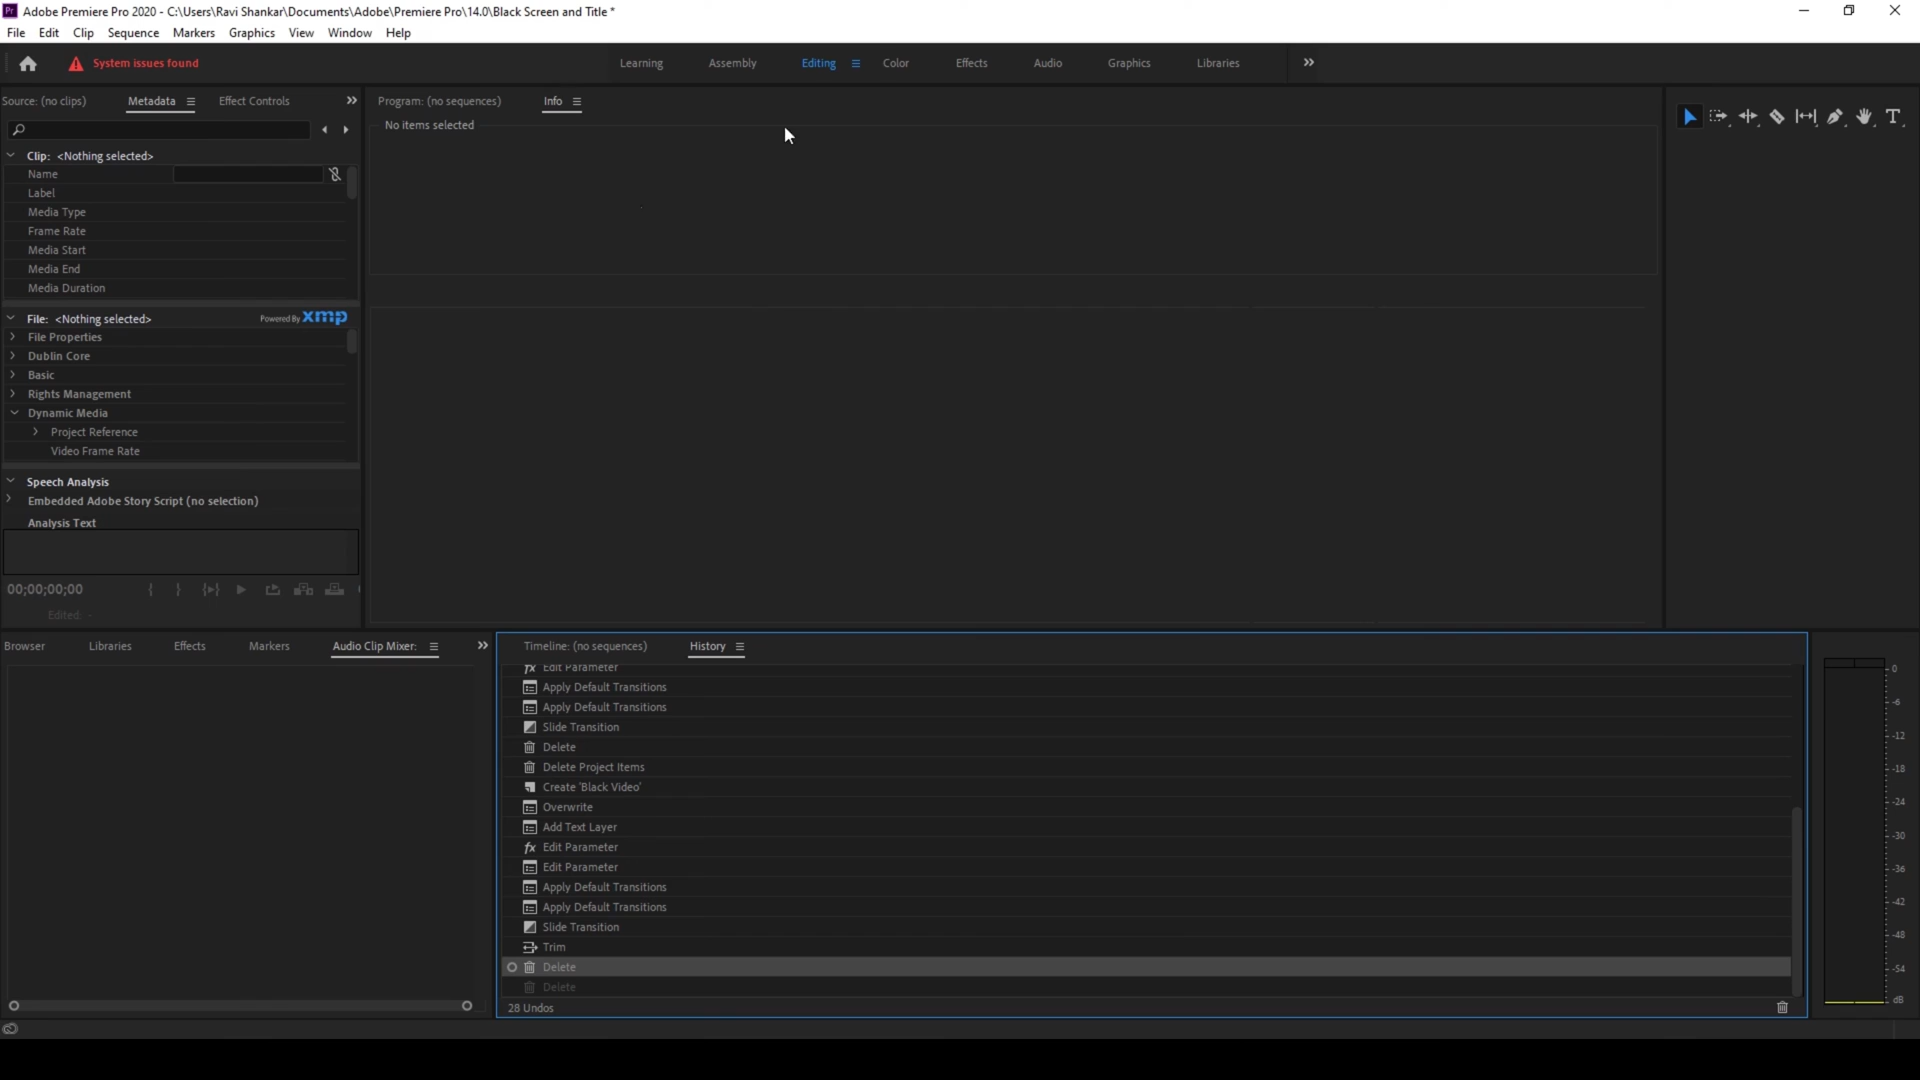 Adobe Premiere Pro 2020 - C:\Users\Ravi Shankar\Documents\Adobe\Premiere Pro\14.0\Black Screen and Title *
File Edit Clip Sequence Markers Graphics View Window Help
System issues found
Learning Assembly Editing Color Effects Audio Graphics Libraries
Source: (no clips) Metadata Effect Controls
Program: (no sequences) Info
No items selected
Clip: <Nothing selected>
Name
Label
Media Type
Frame Rate
Media Start
Media End
Media Duration
File: <Nothing selected> Powered By xmp
File Properties
Dublin Core
Basic
Rights Management
Dynamic Media
Project Reference
Video Frame Rate
Speech Analysis
Embedded Adobe Story Script (no selection)
Analysis Text
00;00;00;00
Edited: -
Browser Libraries Effects Markers Audio Clip Mixer:
Timeline: (no sequences) History
Edit Parameter
Apply Default Transitions
Apply Default Transitions
Slide Transition
Delete
Delete Project Items
Create 'Black Video'
Overwrite
Add Text Layer
Edit Parameter
Edit Parameter
Apply Default Transitions
Apply Default Transitions
Slide Transition
Trim
Delete
Delete
28 Undos
0
-6
-12
-18
-24
-30
-36
-42
-48
-54
dB